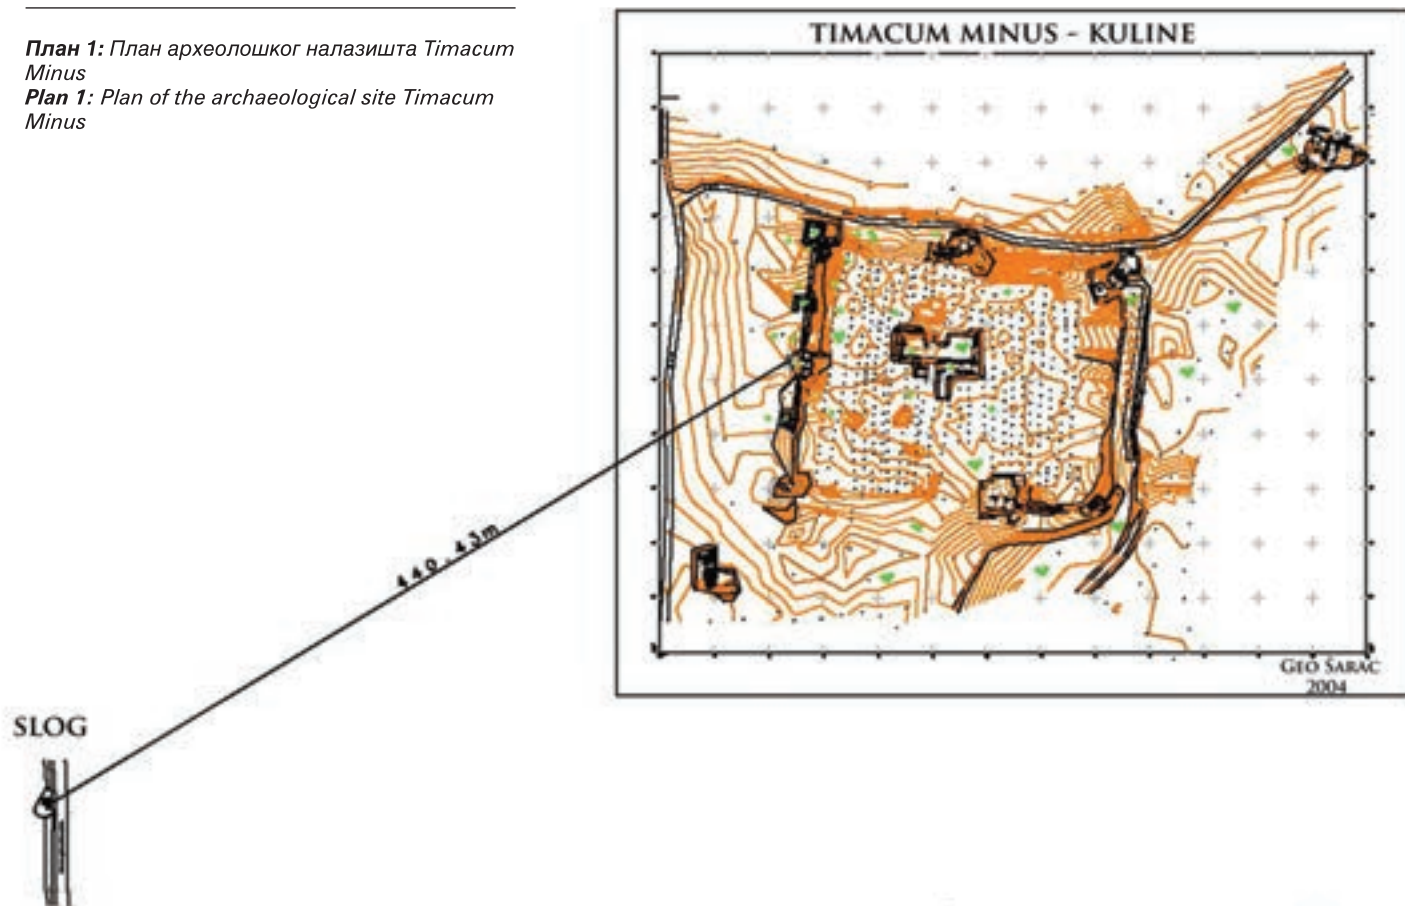 План 1: План археолошког налазишта Timacum
Minus
Plan 1: Plan of the archaeological site Timacum
Minus
TIMACUM MINUS - KULINE
440.43m
GEO ŠARAC
2004
SLOG